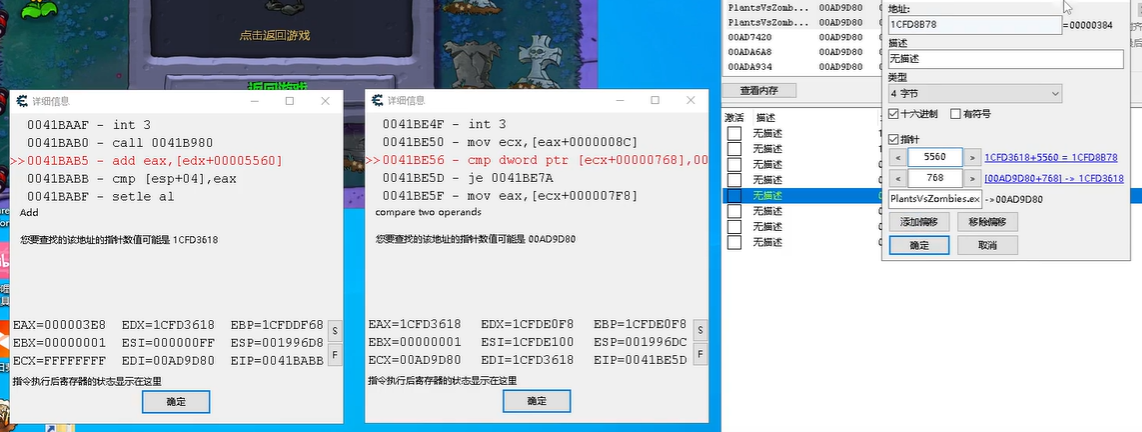 点击返回游戏
详细信息
0041BAAF - int 3
0041BAB0 - call 0041B980
>>0041BAB5 - add eax,[edx+00005560]
0041BABB - cmp [esp+04],eax
0041BABF - setle al
Add
您要查找的该地址的指针数值可能是 1CFD3618
EAX=000003E8 EDX=1CFD3618 EBP=1CFDDF68
EBX=00000001 ESI=000000FF ESP=001996D8
ECX=FFFFFFFF EDI=00AD9D80 EIP=0041BABB
S
F
指令执行后寄存器的状态显示在这里
确定
详细信息
0041BE4F - int 3
0041BE50 - mov ecx,[eax+0000008C]
>>0041BE56 - cmp dword ptr [ecx+00000768],00
0041BE5D - je 0041BE7A
0041BE5F - mov eax,[ecx+000007F8]
compare two operands
您要查找的该地址的指针数值可能是 00AD9D80
EAX=1CFD3618 EDX=1CFDE0F8 EBP=1CFDE0F8
EBX=00000001 ESI=1CFDE100 ESP=001996DC
ECX=00AD9D80 EDI=1CFD3618 EIP=0041BE5D
S
F
指令执行后寄存器的状态显示在这里
确定
PlantsVsZomb... 00AD9D80
PlantsVsZomb... 00AD9D80
00AD7420 00AD9D80
00ADA6A8 00AD9D80
00ADA934 00AD9D80
查看内存
激活 描述
无描述
无描述
无描述
无描述
无描述
无描述
无描述
无描述
地址:
1CFD8B78 =00000384
描述
无描述
类型
4 字节
十六进制 有符号
指针
< 5560 > 1CFD3618+5560 = 1CFD8B78
< 768 > [00AD9D80+768] -> 1CFD3618
PlantsVsZombies.ex ->00AD9D80
添加偏移 移除偏移
确定 取消